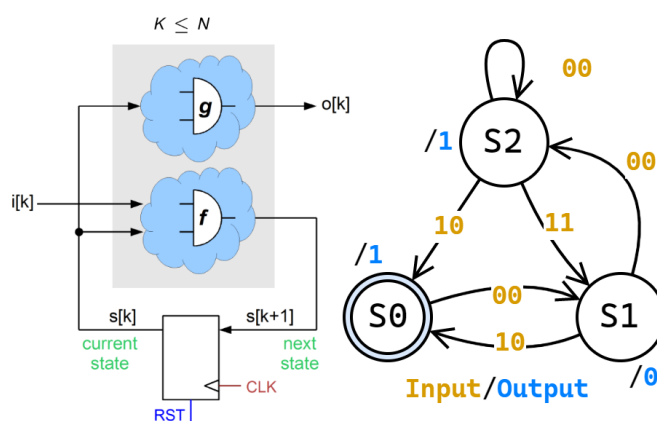 K ≤ N
g
o[k]
i[k]
f
s[k]
s[k+1]
current
state
next
state
CLK
RST
00
/1
S2
00
10
11
/1
S0
00
S1
10
/0
Input/Output